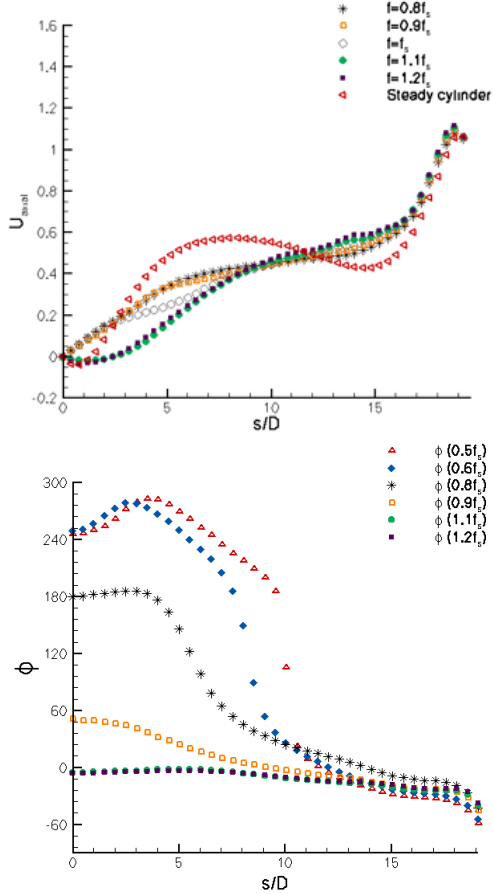 f=0.8fs
f=0.9fs
f=fs
f=1.1fs
f=1.2fs
Steady cylinder
1.6
1.4
1.2
1
0.8
0.6
0.4
0.2
0
-0.2
Uaxial
0 5 10 15
s/D
ϕ (0.5fs)
ϕ (0.6fs)
ϕ (0.8fs)
ϕ (0.9fs)
ϕ (1.1fs)
ϕ (1.2fs)
300
240
180
120
60
0
-60
ϕ
0 5 10 15
s/D